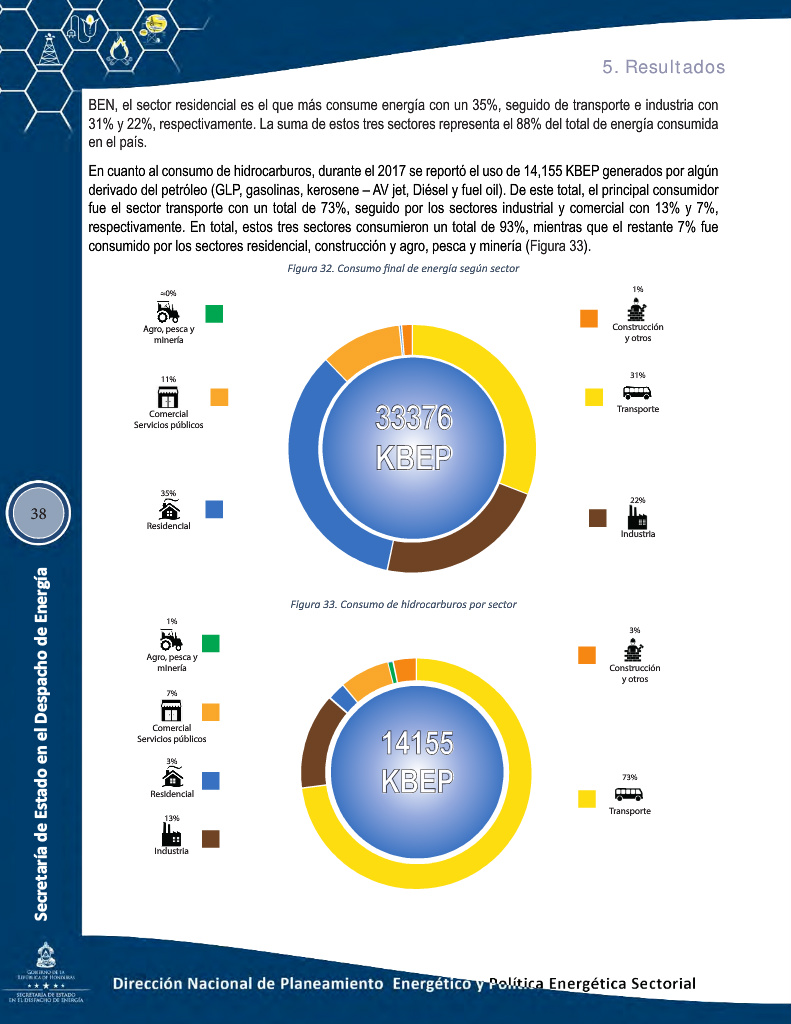 5. Resultados
BEN, el sector residencial es el que más consume energía con un 35%, seguido de transporte e industria con
31% y 22%, respectivamente. La suma de estos tres sectores representa el 88% del total de energía consumida
en el país.
En cuanto al consumo de hidrocarburos, durante el 2017 se reportó el uso de 14,155 KBEP generados por algún
derivado del petróleo (GLP, gasolinas, kerosene – AV jet, Diésel y fuel oil). De este total, el principal consumidor
fue el sector transporte con un total de 73%, seguido por los sectores industrial y comercial con 13% y 7%,
respectivamente. En total, estos tres sectores consumieron un total de 93%, mientras que el restante 7% fue
consumido por los sectores residencial, construcción y agro, pesca y minería (Figura 33).
Figura 32. Consumo final de energía según sector
≈0%
Agro, pesca y
minería
11%
Comercial
Servicios públicos
35%
Residencial
33376
KBEP
1%
Construcción
y otros
31%
Transporte
22%
Industria
38
Figura 33. Consumo de hidrocarburos por sector
1%
Agro, pesca y
minería
7%
Comercial
Servicios públicos
3%
Residencial
13%
Industria
14155
KBEP
3%
Construcción
y otros
73%
Transporte
Secretaría de Estado en el Despacho de Energía
Gobierno de la
República de Honduras
Secretaría de Estado
en el Despacho de Energía
Dirección Nacional de Planeamiento Energético y Política Energética Sectorial